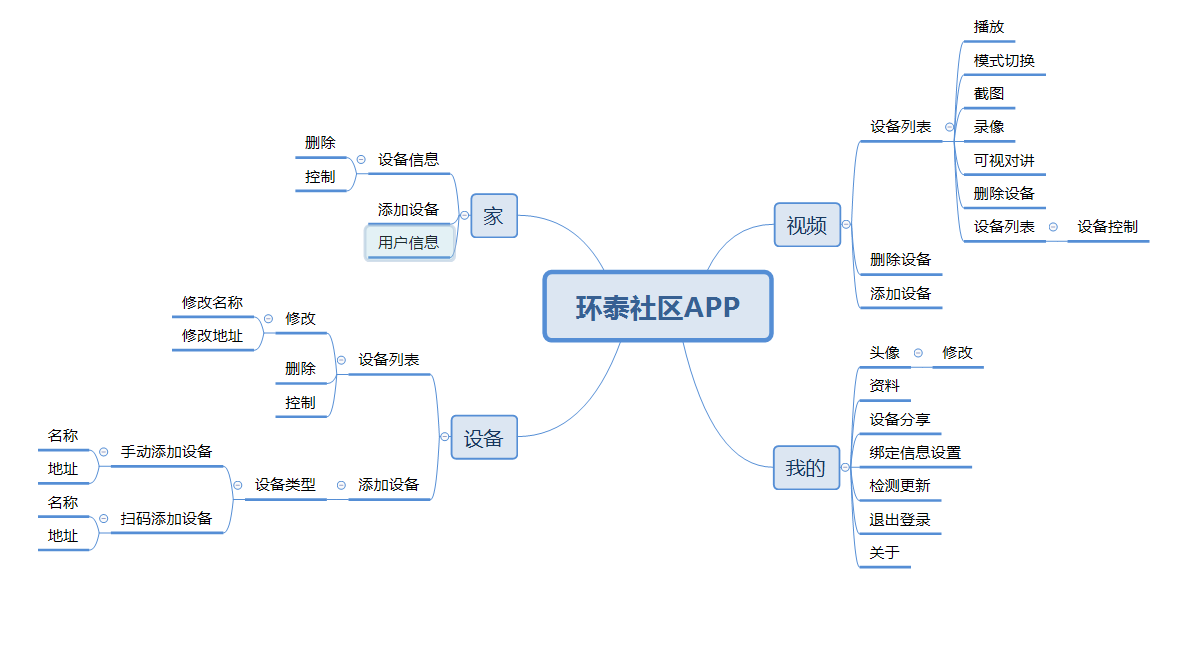 环泰社区APP
家
设备信息
删除
控制
添加设备
用户信息
设备
设备列表
修改
修改名称
修改地址
删除
控制
添加设备
设备类型
手动添加设备
名称
地址
扫码添加设备
名称
地址
视频
设备列表
播放
模式切换
截图
录像
可视对讲
删除设备
设备列表
设备控制
删除设备
添加设备
我的
头像
修改
资料
设备分享
绑定信息设置
检测更新
退出登录
关于